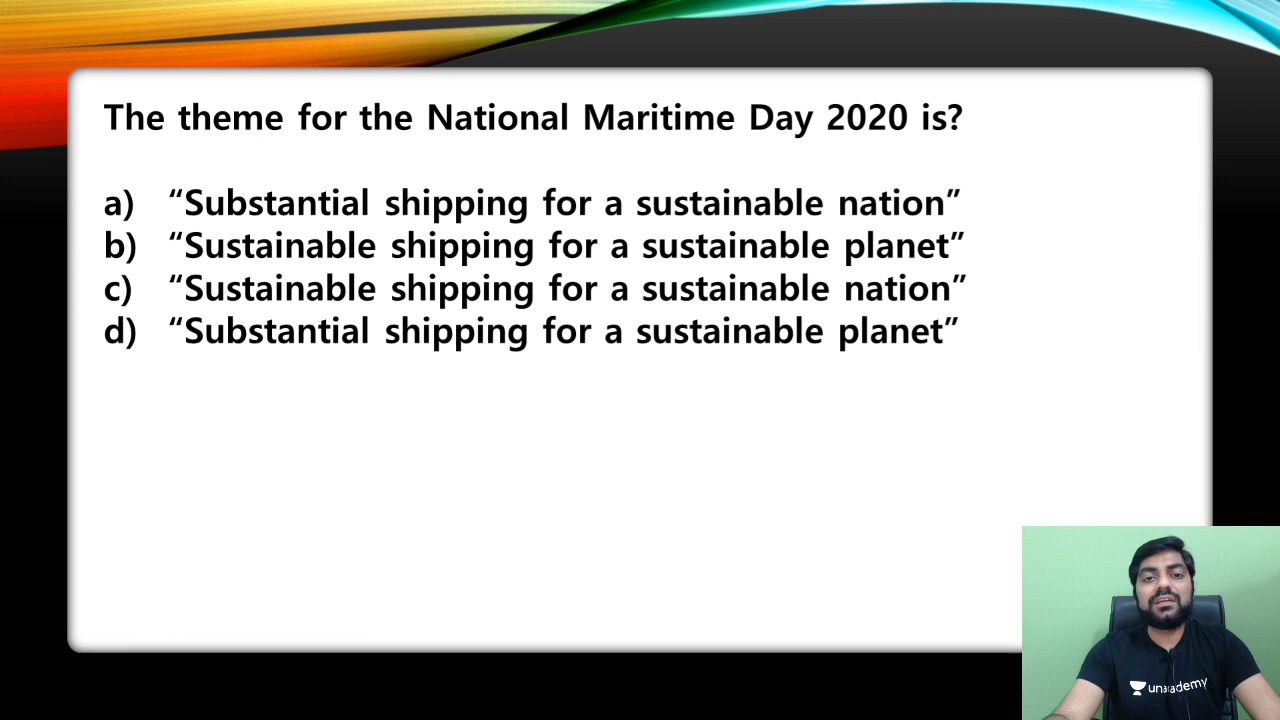 The theme for the National Maritime Day 2020 is?
a) “Substantial shipping for a sustainable nation”
b) “Sustainable shipping for a sustainable planet”
c) “Sustainable shipping for a sustainable nation”
d) “Substantial shipping for a sustainable planet”
unacademy